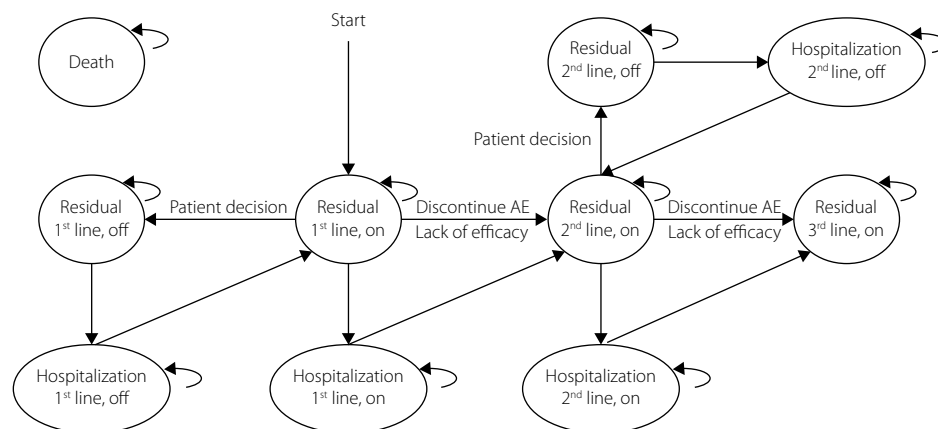 Start
Death
Residual
2nd line, off
Hospitalization
2nd line, off
Patient decision
Residual
1st line, off
Patient decision
Residual
1st line, on
Discontinue AE
Lack of efficacy
Residual
2nd line, on
Discontinue AE
Lack of efficacy
Residual
3rd line, on
Hospitalization
1st line, off
Hospitalization
1st line, on
Hospitalization
2nd line, on